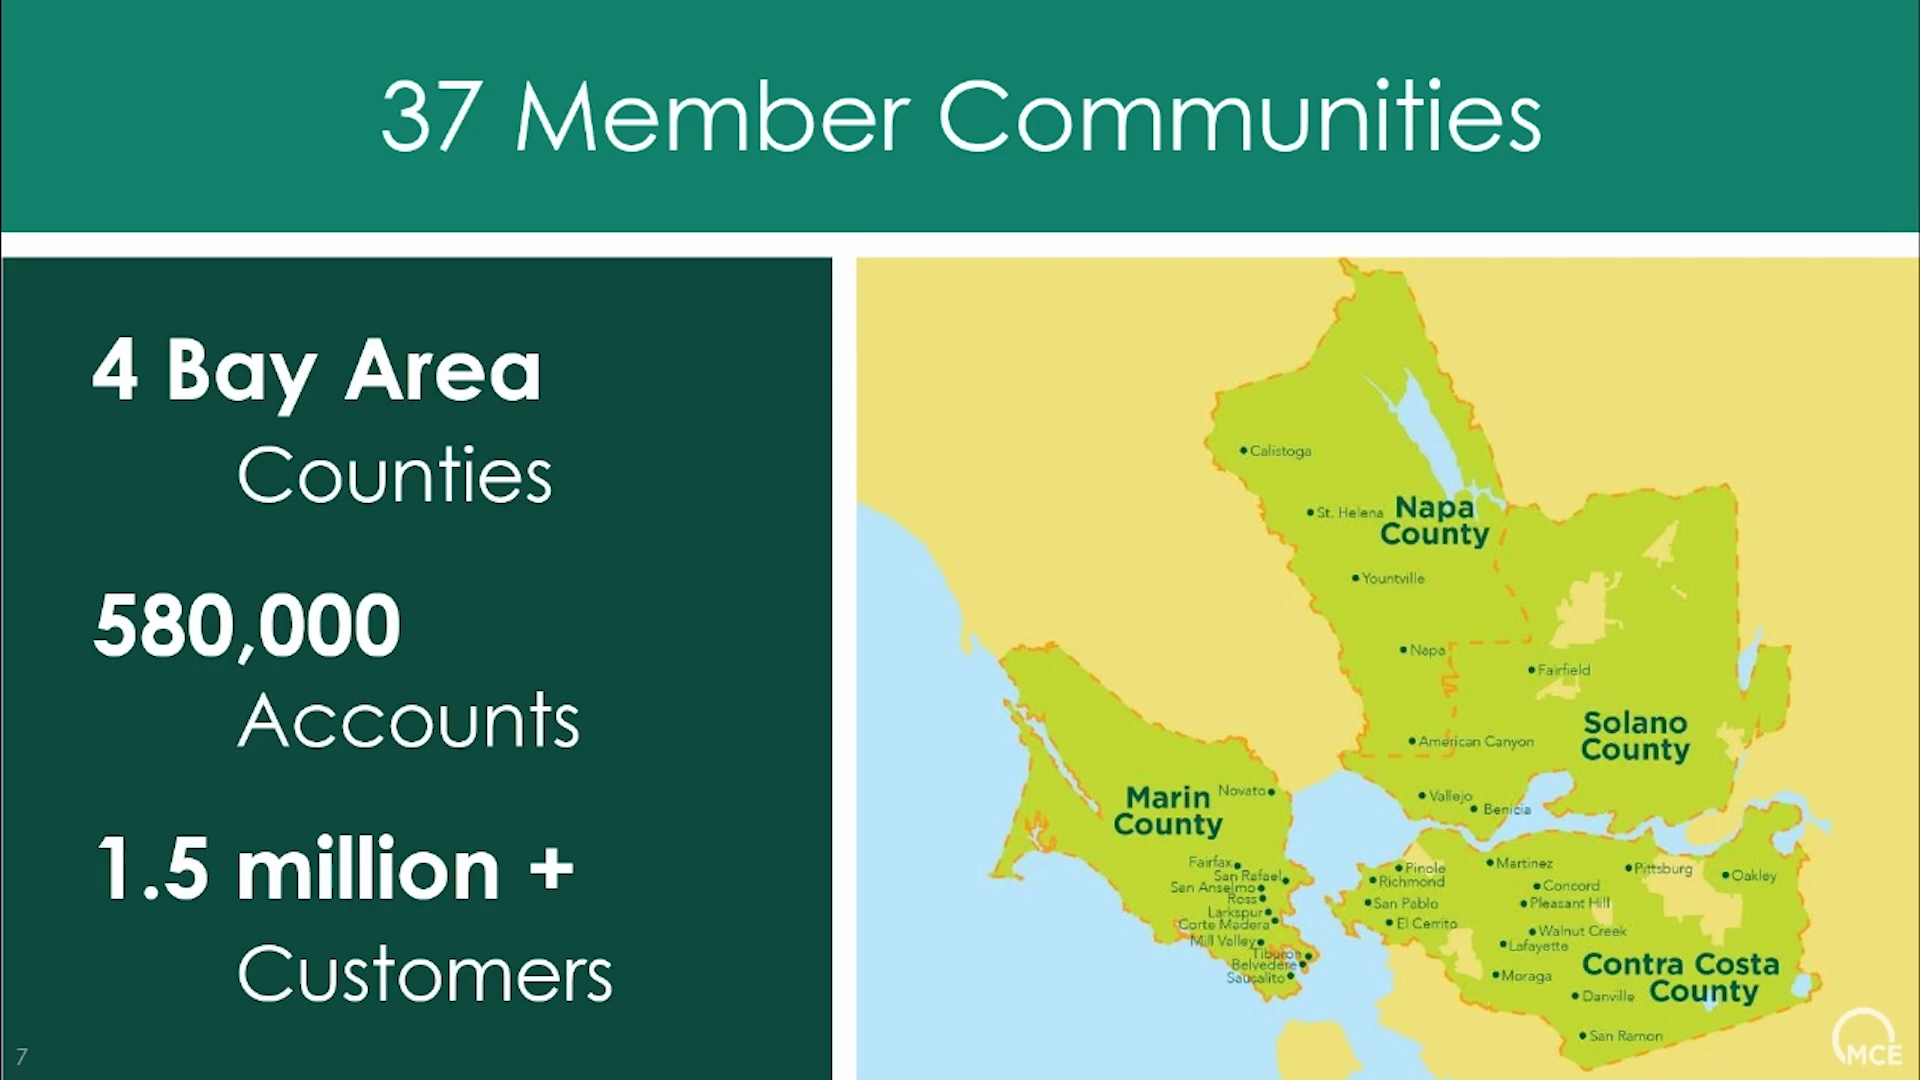 37 Member Communities
4 Bay Area
Counties
580,000
Accounts
1.5 million +
Customers
7
Calistoga
St. Helena
Napa
County
Yountville
Napa
Fairfield
Solano
County
American Canyon
Vallejo
Benicia
Marin
County
Novato
Fairfax
San Rafael
San Anselmo
Ross
Larkspur
Corte Madera
Mill Valley
Tiburon
Belvedere
Sausalito
Pinole
Richmond
San Pablo
El Cerrito
Martinez
Pittsburg
Oakley
Concord
Pleasant Hill
Walnut Creek
Lafayette
Moraga
Contra Costa
County
Danville
San Ramon
MCE